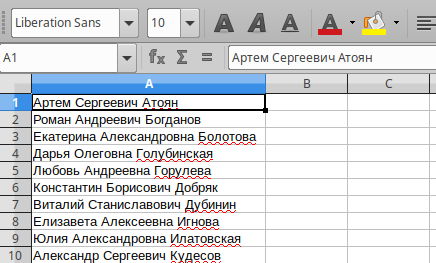 Liberation Sans 10
A1 Артем Сергеевич Атоян
A B C
1 Артем Сергеевич Атоян
2 Роман Андреевич Богданов
3 Екатерина Александровна Болотова
4 Дарья Олеговна Голубинская
5 Любовь Андреевна Горулева
6 Константин Борисович Добряк
7 Виталий Станиславович Дубинин
8 Елизавета Алексеевна Игнова
9 Юлия Александровна Илатовская
10 Александр Сергеевич Кудесов